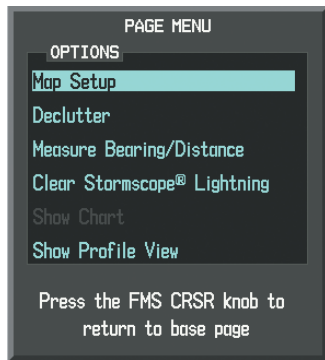 PAGE MENU
OPTIONS
Map Setup
Declutter
Measure Bearing/Distance
Clear Stormscope® Lightning
Show Chart
Show Profile View
Press the FMS CRSR knob to
return to base page